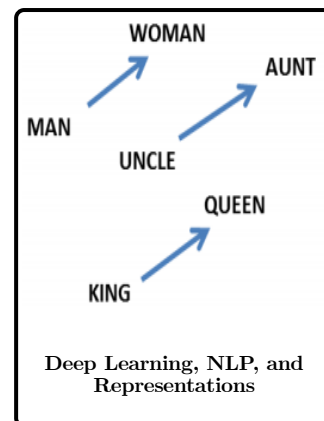 WOMAN
AUNT
MAN
UNCLE
QUEEN
KING
Deep Learning, NLP, and
Representations